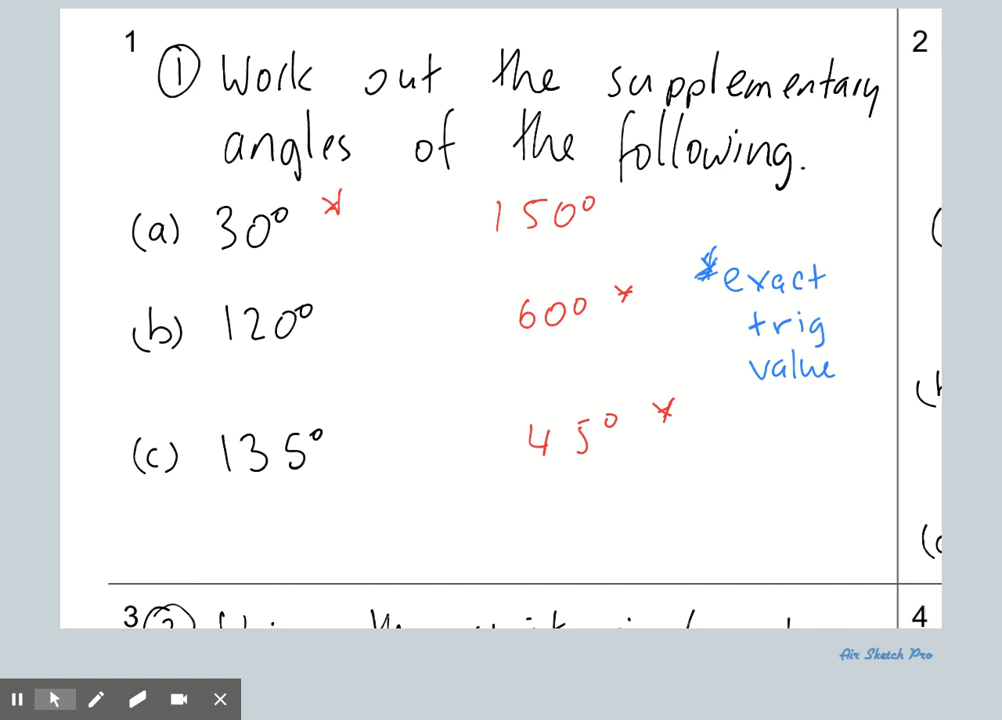 1
① Work out the supplementary
angles of the following.
(a) 30° * 150°
(b) 120° 60° *
*exact
trig
value
(c) 135° 45° *
2
3
4
Air Sketch Pro